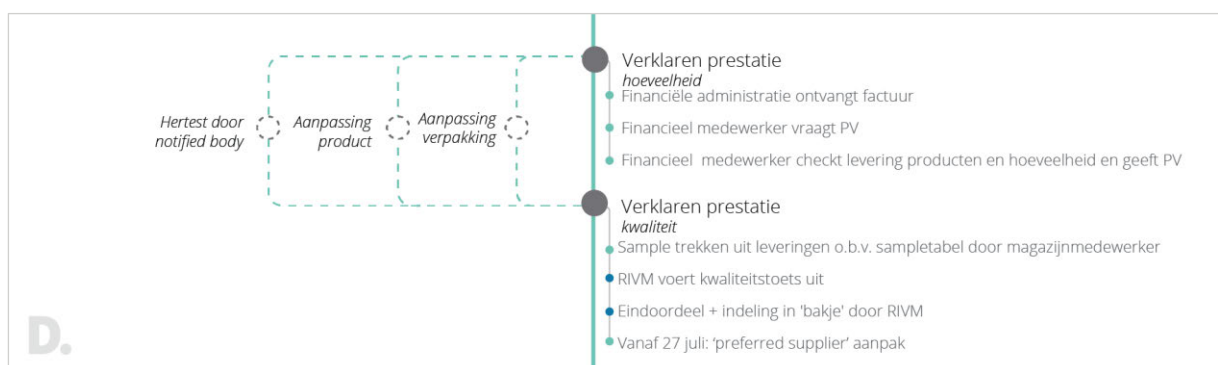 Verklaren prestatie
hoeveelheid
Financiële administratie ontvangt factuur
Financieel medewerker vraagt PV
Financieel  medewerker checkt levering producten en hoeveelheid en geeft PV
Hertest door
notified body
Aanpassing
product
Aanpassing
verpakking
Verklaren prestatie
kwaliteit
Sample trekken uit leveringen o.b.v. sampletabel door magazijnmedewerker
RIVM voert kwaliteitstoets uit
Eindoordeel + indeling in 'bakje' door RIVM
Vanaf 27 juli: ‘preferred supplier’ aanpak
D.